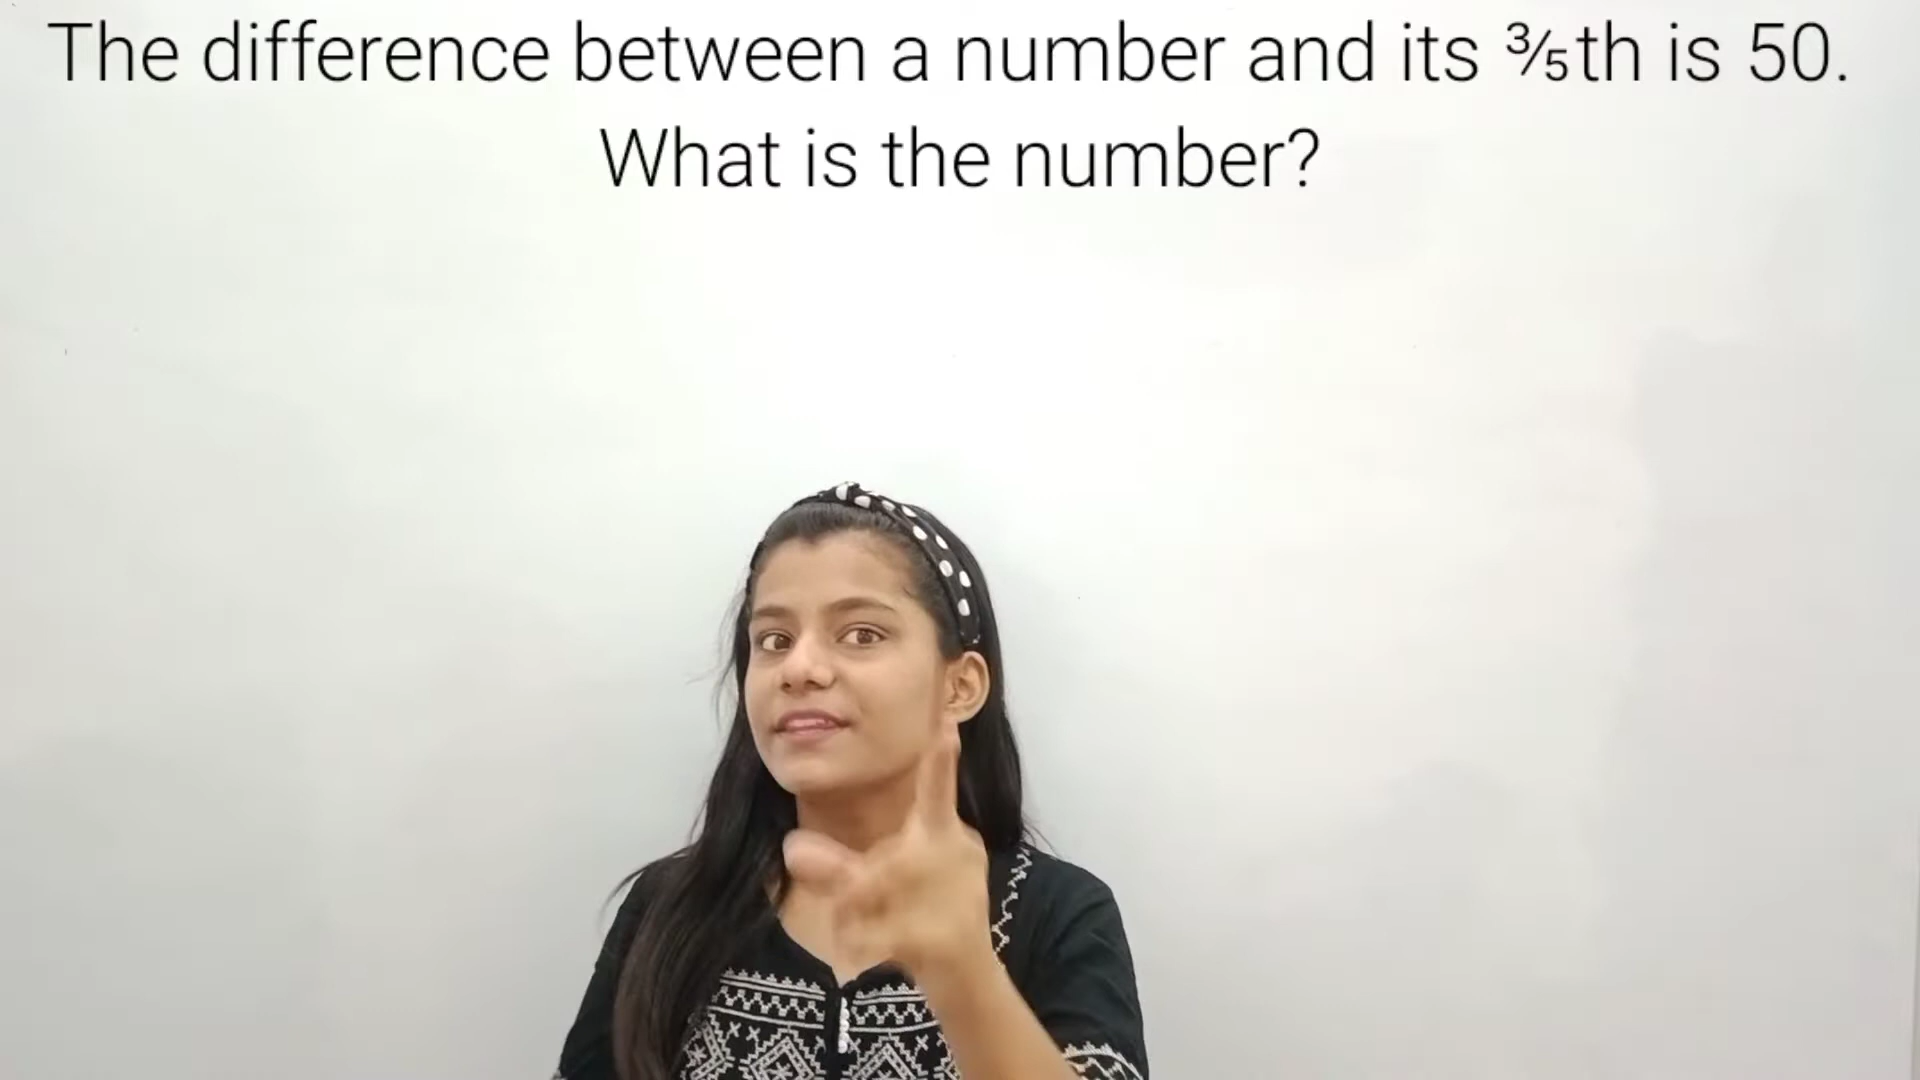 The difference between a number and its ⅗th is 50.
What is the number?